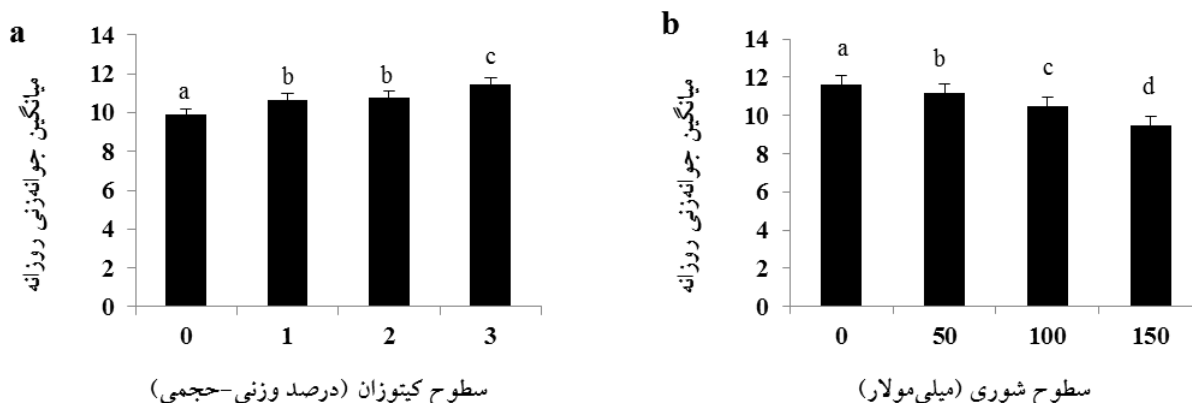 a
میانگین جوانه‌زنی روزانه
14
12
10
8
6
4
2
0
a
b
b
c
0 1 2 3
سطوح کیتوزان (درصد وزنی-حجمی)
b
میانگین جوانه‌زنی روزانه
14
12
10
8
6
4
2
0
a
b
c
d
0 50 100 150
سطوح شوری (میلی‌مولار)